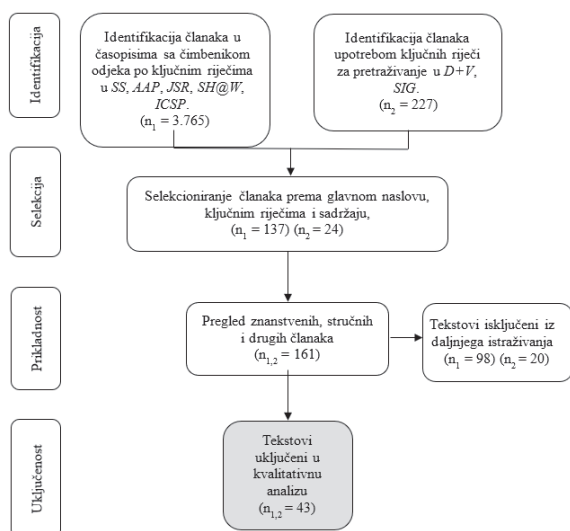 Identifikacija
Identifikacija članaka u
časopisima sa čimbenikom
odjeka po ključnim riječima
u SS, AAP, JSR, SH@W,
ICSP.
(n₁ = 3.765)
Identifikacija članaka
upotrebom ključnih riječi
za pretraživanje u D+V,
SIG.
(n₂ = 227)
Selekcija
Selekcioniranje članaka prema glavnom naslovu,
ključnim riječima i sadržaju,
(n₁ = 137) (n₂ = 24)
Prikladnost
Pregled znanstvenih, stručnih
i drugih članaka
(n₁,₂ = 161)
Tekstovi isključeni iz
daljnjega istraživanja
(n₁ = 98) (n₂ = 20)
Uključenost
Tekstovi
uključeni u
kvalitativnu
analizu
(n₁,₂ = 43)